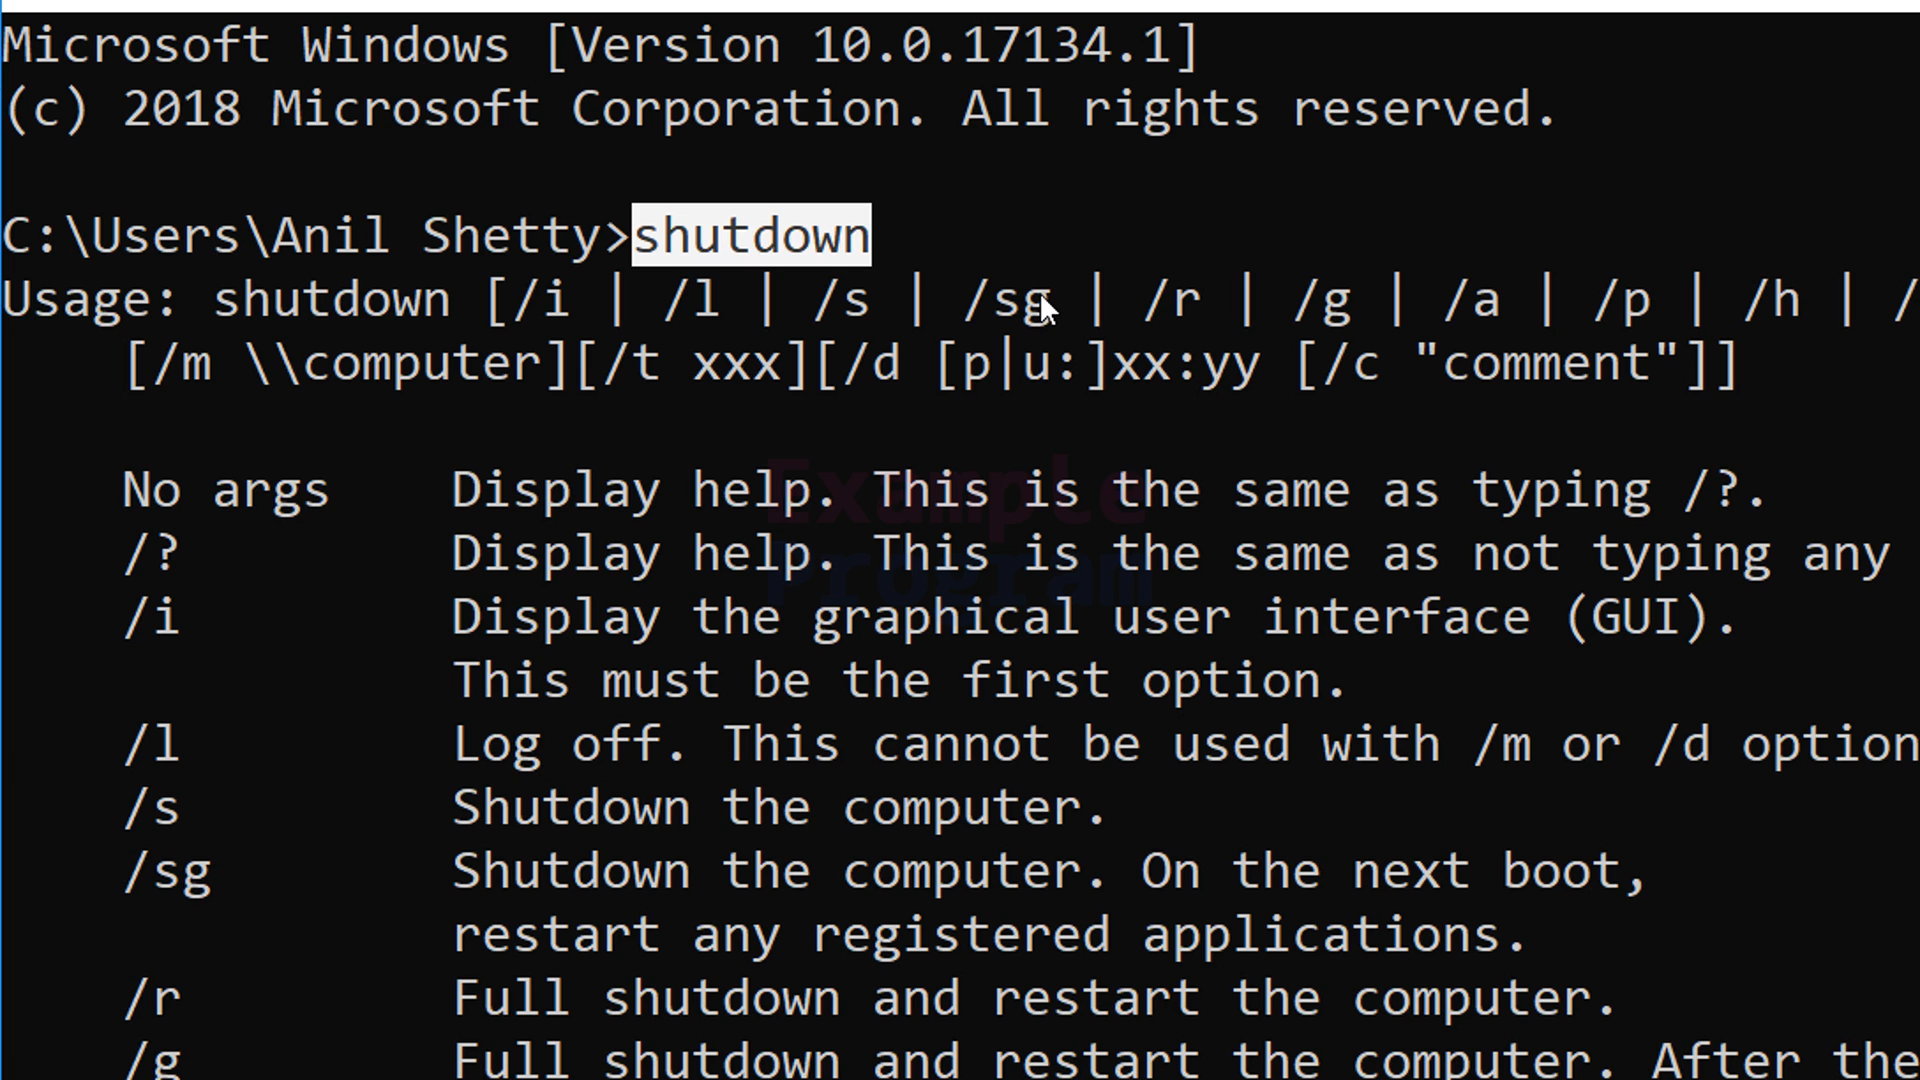 Microsoft Windows [Version 10.0.17134.1]
(c) 2018 Microsoft Corporation. All rights reserved.
C:\Users\Anil Shetty>shutdown
Usage: shutdown [/i | /l | /s | /sg | /r | /g | /a | /p | /h | /
[/m \\computer][/t xxx][/d [p|u:]xx:yy [/c "comment"]]
No args Display help. This is the same as typing /?.
/? Display help. This is the same as not typing any
/i Display the graphical user interface (GUI).
This must be the first option.
/l Log off. This cannot be used with /m or /d option
/s Shutdown the computer.
/sg Shutdown the computer. On the next boot,
restart any registered applications.
/r Full shutdown and restart the computer.
/g Full shutdown and restart the computer. After the
Example
Program